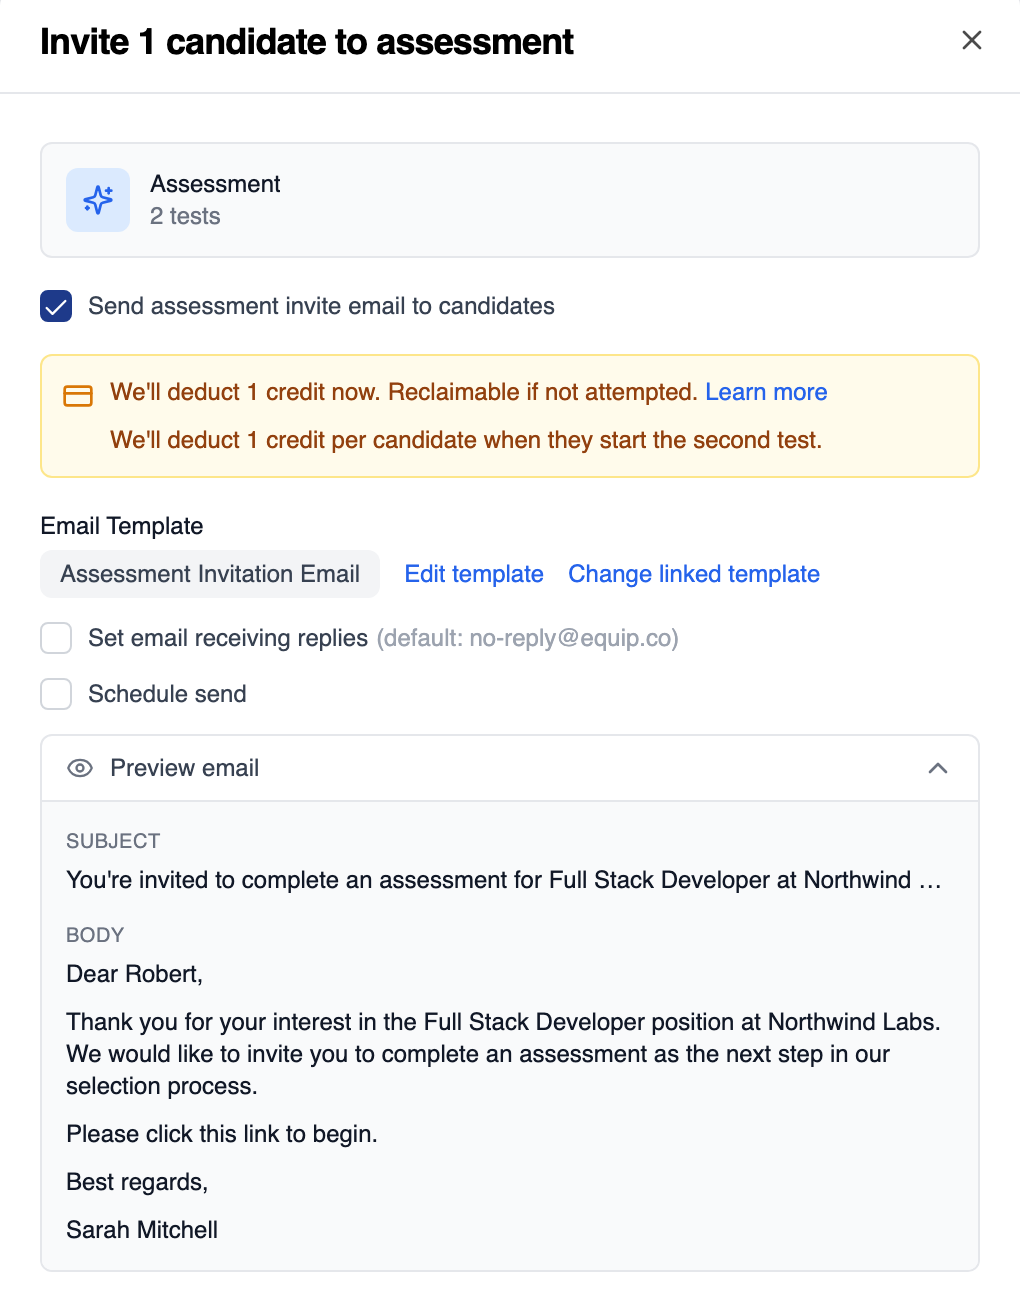 Invite 1 candidate to assessment
Assessment
2 tests
Send assessment invite email to candidates
We'll deduct 1 credit now. Reclaimable if not attempted. Learn more
We'll deduct 1 credit per candidate when they start the second test.
Email Template
Assessment Invitation Email Edit template Change linked template
Set email receiving replies (default: no-reply@equip.co)
Schedule send
Preview email
SUBJECT
You're invited to complete an assessment for Full Stack Developer at Northwind …
BODY
Dear Robert,
Thank you for your interest in the Full Stack Developer position at Northwind Labs.
We would like to invite you to complete an assessment as the next step in our
selection process.
Please click this link to begin.
Best regards,
Sarah Mitchell